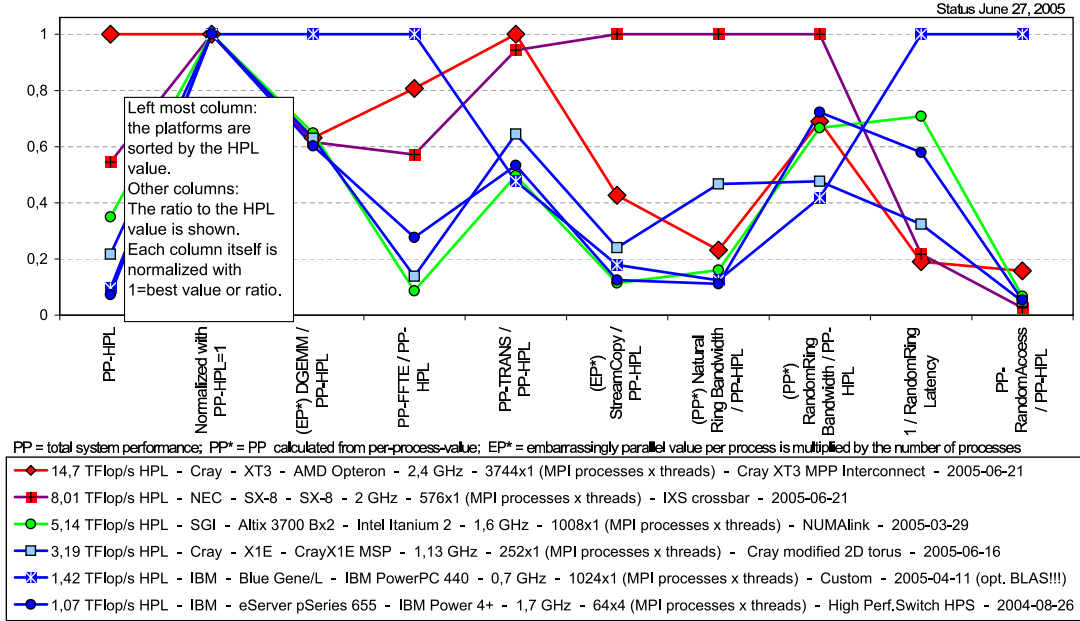 Status June 27, 2005
1
0,8
0,6
0,4
0,2
0
Left most column:
the platforms are
sorted by the HPL
value.
Other columns:
The ratio to the HPL
value is shown.
Each column itself is
normalized with
1=best value or ratio.
PP-HPL
Normalized with
PP-HPL=1
(EP*) DGEMM /
PP-HPL
PP-FFTE / PP-
HPL
PP-TRANS /
PP-HPL
(EP*)
StreamCopy /
PP-HPL
(PP*) Natural
Ring Bandwidth
/ PP-HPL
(PP*)
RandomRing
Bandwidth / PP-
HPL
1 / RandomRing
Latency
PP-
RandomAccess
/ PP-HPL
PP = total system performance; PP* = PP calculated from per-process-value; EP* = embarrassingly parallel value per process is multiplied by the number of processes
14,7 TFlop/s HPL - Cray - XT3 - AMD Opteron - 2,4 GHz - 3744x1 (MPI processes x threads) - Cray XT3 MPP Interconnect - 2005-06-21
8,01 TFlop/s HPL - NEC - SX-8 - SX-8 - 2 GHz - 576x1 (MPI processes x threads) - IXS crossbar - 2005-06-21
5,14 TFlop/s HPL - SGI - Altix 3700 Bx2 - Intel Itanium 2 - 1,6 GHz - 1008x1 (MPI processes x threads) - NUMAlink - 2005-03-29
3,19 TFlop/s HPL - Cray - X1E - CrayX1E MSP - 1,13 GHz - 252x1 (MPI processes x threads) - Cray modified 2D torus - 2005-06-16
1,42 TFlop/s HPL - IBM - Blue Gene/L - IBM PowerPC 440 - 0,7 GHz - 1024x1 (MPI processes x threads) - Custom - 2005-04-11 (opt. BLAS!!!)
1,07 TFlop/s HPL - IBM - eServer pSeries 655 - IBM Power 4+ - 1,7 GHz - 64x4 (MPI processes x threads) - High Perf.Switch HPS - 2004-08-26